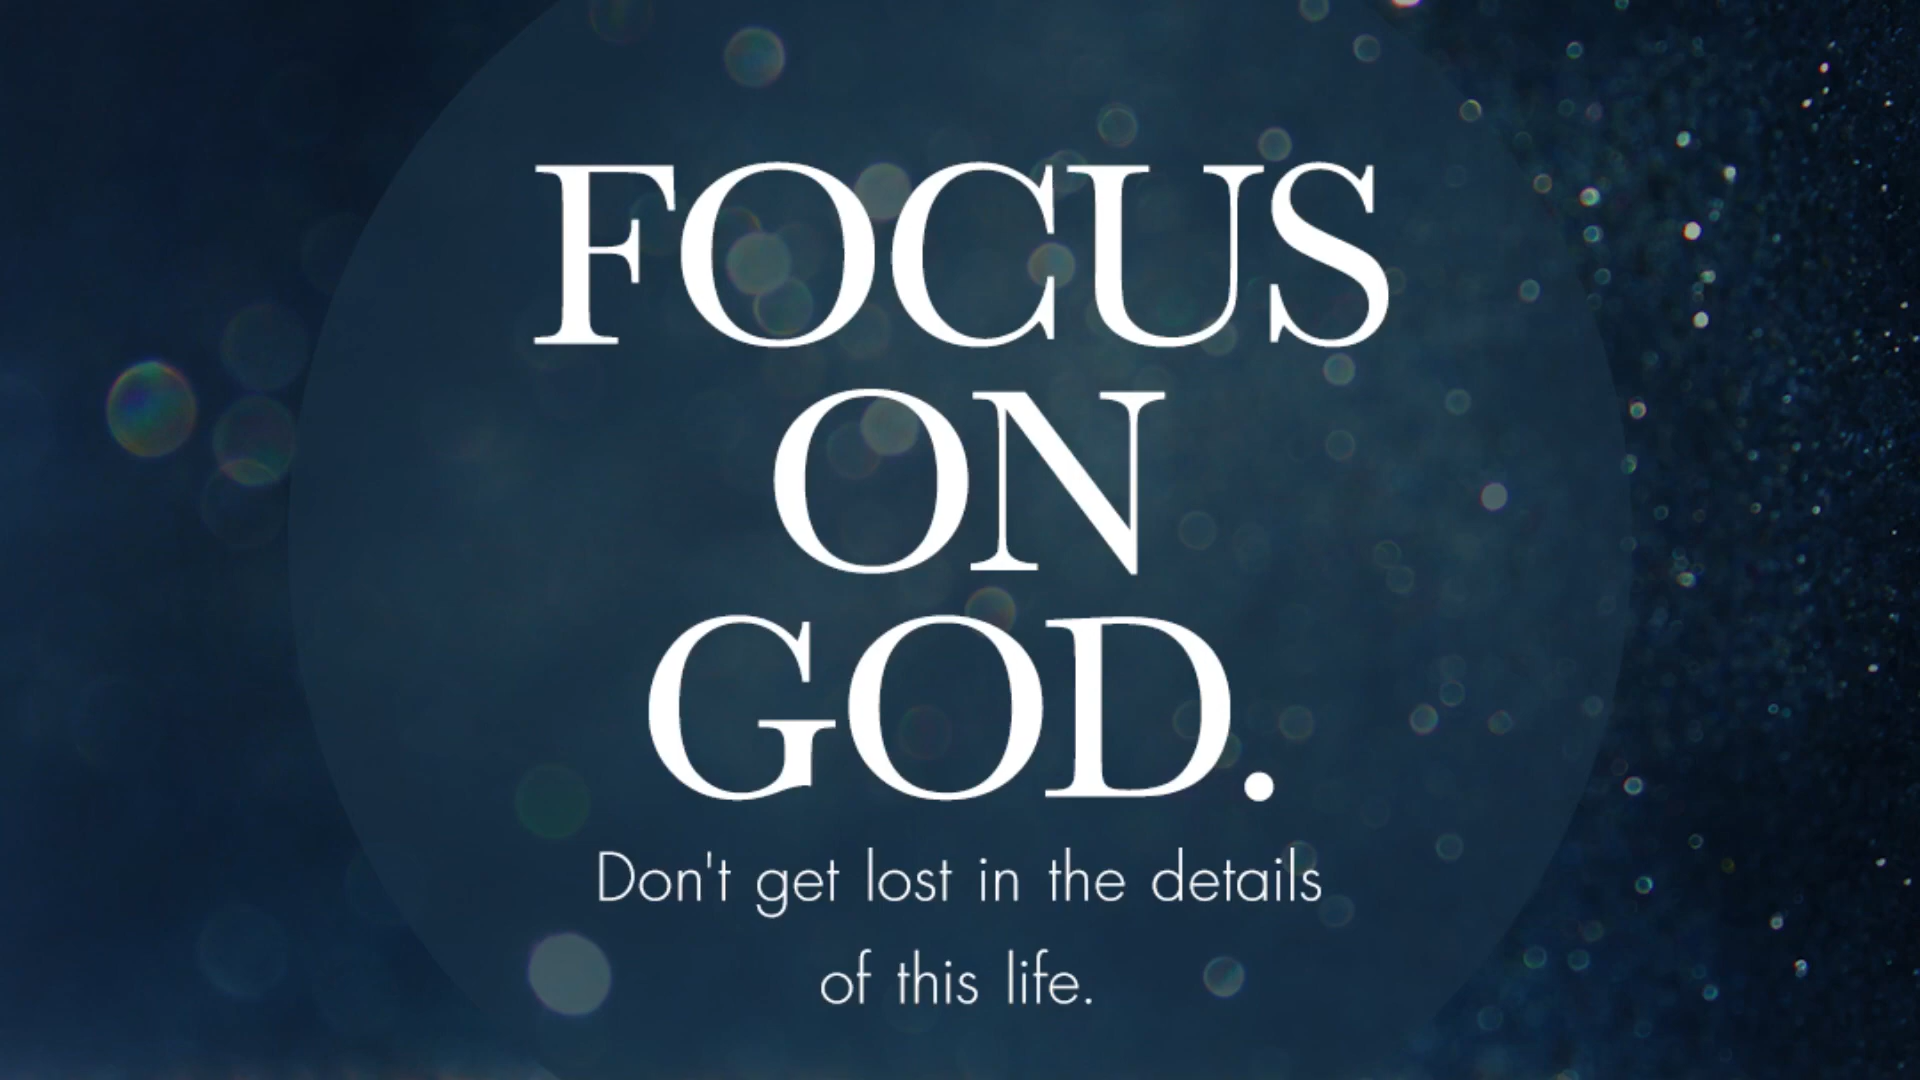 FOCUS
ON
GOD.
Don't get lost in the details
of this life.